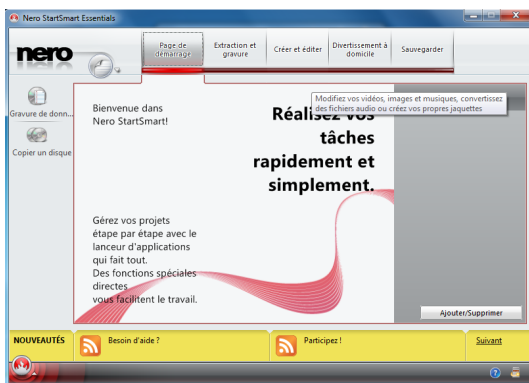 Nero StartSmart Essentials
nero
Page de
démarrage
Extraction et
gravure
Créer et éditer
Divertissement à
domicile
Sauvegarder
Modifiez vos vidéos, images et musiques, convertissez
des fichiers audio ou créez vos propres jaquettes
Gravure de donn...
Copier un disque
Bienvenue dans
Nero StartSmart!
Réalisez vos
tâches
rapidement et
simplement.
Gérez vos projets
étape par étape avec le
lanceur d'applications
qui fait tout.
Des fonctions spéciales
directes
vous facilitent le travail.
Ajouter/Supprimer
NOUVEAUTÉS
Besoin d'aide ?
Participez !
Suivant